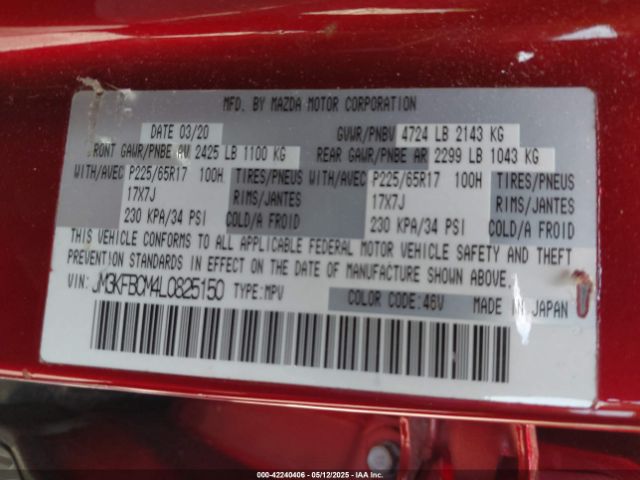 MFD. BY MAZDA MOTOR CORPORATION
DATE 03/20 GVWR/PNBV 4724 LB 2143 KG
FRONT GAWR/PNBE AV 2425 LB 1100 KG REAR GAWR/PNBE AR 2299 LB 1043 KG
WITH/AVEC P225/65R17 100H TIRES/PNEUS WITH/AVEC P225/65R17 100H TIRES/PNEUS
17X7J RIMS/JANTES 17X7J RIMS/JANTES
230 KPA/34 PSI COLD/A FROID 230 KPA/34 PSI COLD/A FROID
THIS VEHICLE CONFORMS TO ALL APPLICABLE FEDERAL MOTOR VEHICLE SAFETY AND THEFT
PREVENTION STANDARDS IN EFFECT ON THE DATE OF MANUFACTURE SHOWN ABOVE.
VIN: JM3KFBCM4L0825150 TYPE:MPV COLOR CODE:46V MADE IN JAPAN
000-42240406 - 05/12/2025 - IAAI.COM